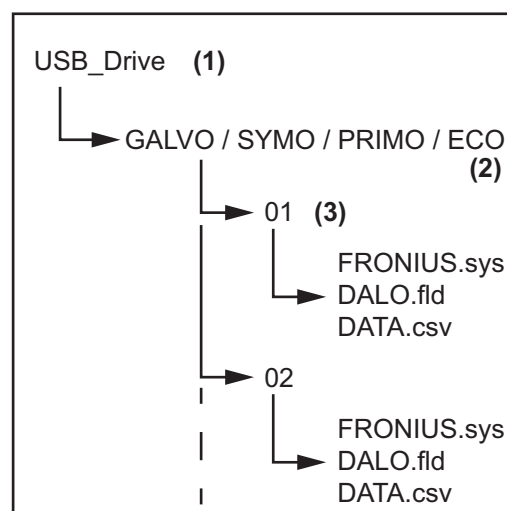 USB_Drive (1)
GALVO / SYMO / PRIMO / ECO
(2)
01 (3)
FRONIUS.sys
DALO.fld
DATA.csv
02
FRONIUS.sys
DALO.fld
DATA.csv